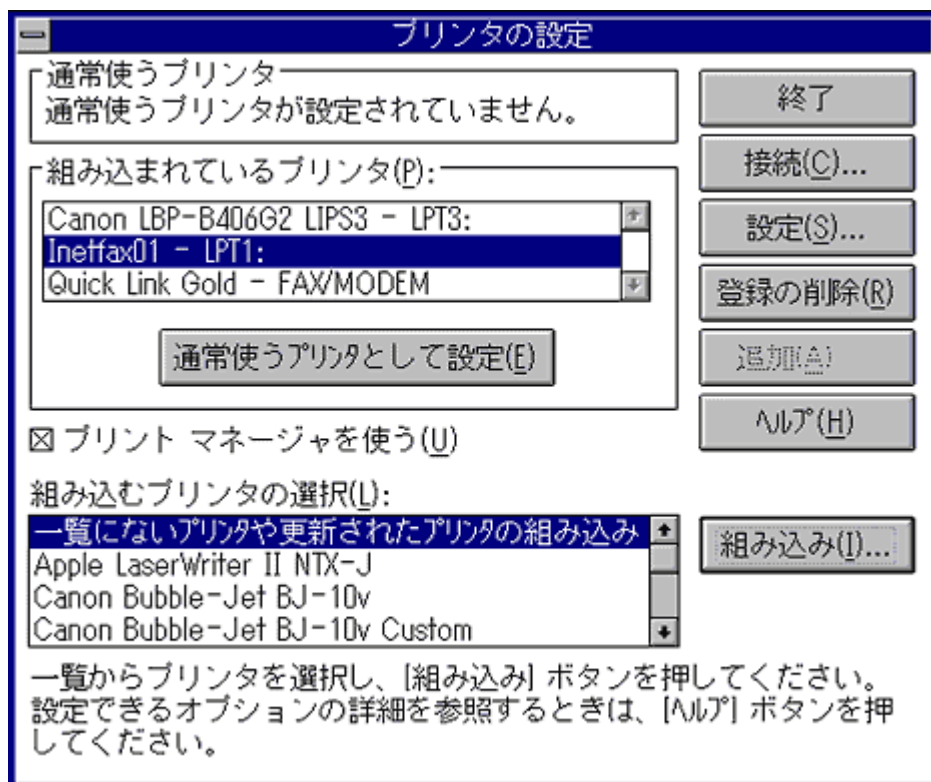 プリンタの設定
通常使うプリンタ
通常使うプリンタが設定されていません。
終了
組み込まれているプリンタ(P):
接続(C)...
Canon LBP-B406G2 LIPS3 - LPT3:
設定(S)...
Ineffax01 - LPT1:
Quick Link Gold - FAX/MODEM
登録の削除(R)
通常使うプリンタとして設定(E)
追加(A)
ヘルプ(H)
プリント マネージャを使う(U)
組み込むプリンタの選択(L):
一覧にないプリンタや更新されたプリンタの組み込み
組み込み(I)...
Apple LaserWriter II NTX-J
Canon Bubble-Jet BJ-10v
Canon Bubble-Jet BJ-10v Custom
一覧からプリンタを選択し、[組み込み] ボタンを押してください。
設定できるオプションの詳細を参照するときは、[ヘルプ] ボタンを押
してください。